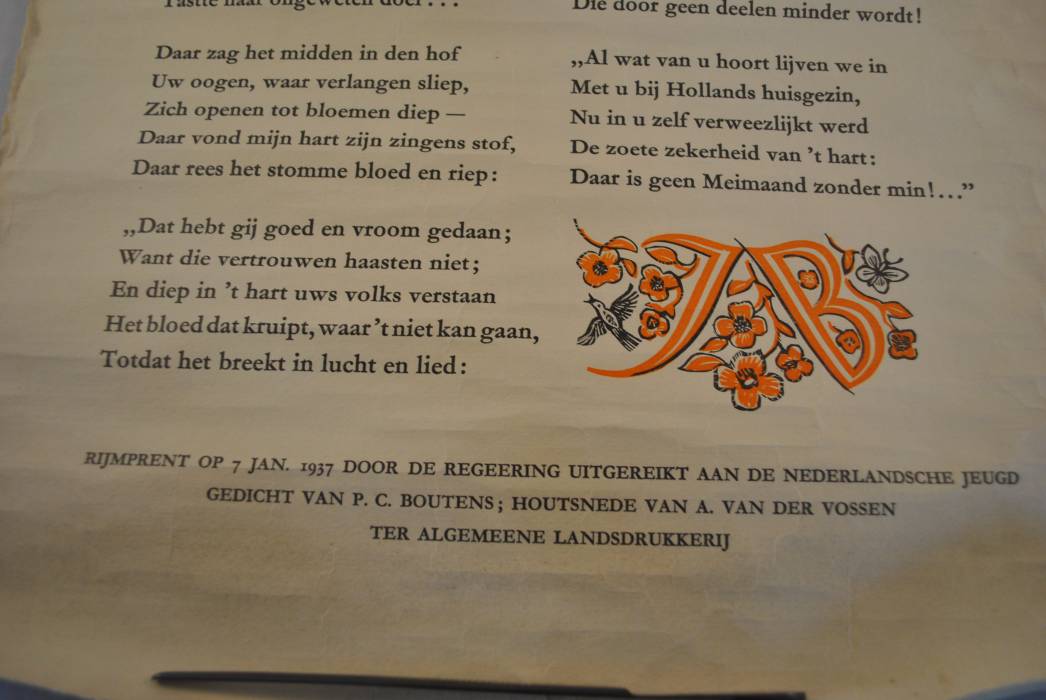 Die door geen deelen minder wordt!
Daar zag het midden in den hof
Uw oogen, waar verlangen sliep,
Zich openen tot bloemen diep —
Daar vond mijn hart zijn zingens stof,
Daar rees het stomme bloed en riep:
„Dat hebt gij goed en vroom gedaan;
Want die vertrouwen haasten niet;
En diep in 't hart uws volks verstaan
Het bloed dat kruipt, waar 't niet kan gaan,
Totdat het breekt in lucht en lied:
„Al wat van u hoort lijven we in
Met u bij Hollands huisgezin,
Nu in u zelf verweezlijkt werd
De zoete zekerheid van 't hart:
Daar is geen Meimaand zonder min!...”
JB
RIJMPRENT OP 7 JAN. 1937 DOOR DE REGEERING UITGEREIKT AAN DE NEDERLANDSCHE JEUGD
GEDICHT VAN P. C. BOUTENS; HOUTSNEDE VAN A. VAN DER VOSSEN
TER ALGEMEENE LANDSDRUKKERIJ